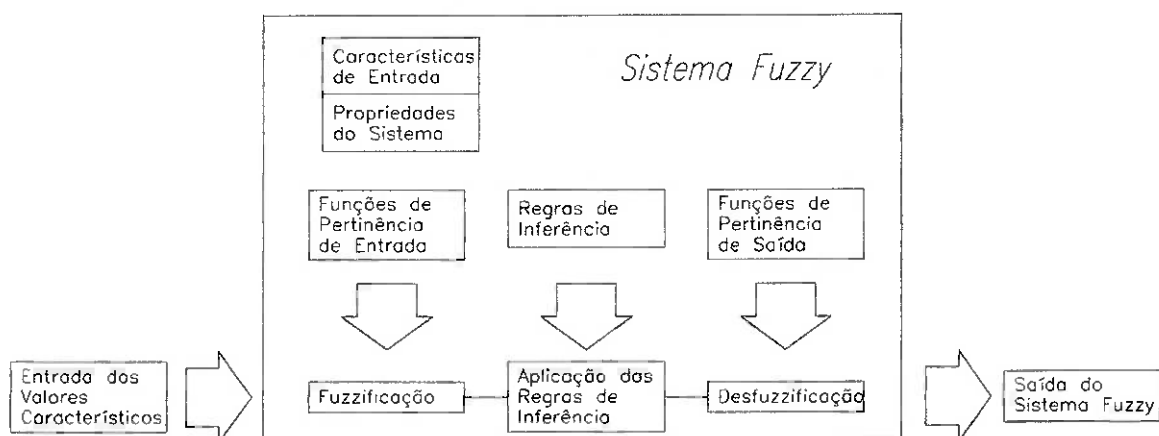 Características
de Entrada
Sistema Fuzzy
Propriedades
do Sistema
Funções de
Pertinência
de Entrada
Regras de
Inferência
Funções de
Pertinência
de Saída
Entrada dos
Valores
Característicos
Fuzzificação
Aplicação das
Regras de
Inferência
Desfuzzificação
Saída do
Sistema Fuzzy